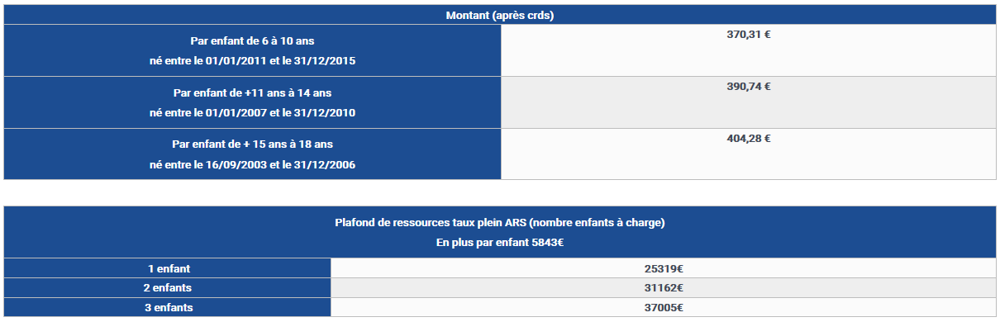 Montant (après crds)
Par enfant de 6 à 10 ans
né entre le 01/01/2011 et le 31/12/2015
370,31 €
Par enfant de +11 ans à 14 ans
né entre le 01/01/2007 et le 31/12/2010
390,74 €
Par enfant de + 15 ans à 18 ans
né entre le 16/09/2003 et le 31/12/2006
404,28 €
Plafond de ressources taux plein ARS (nombre enfants à charge)
En plus par enfant 5843€
1 enfant
25319€
2 enfants
31162€
3 enfants
37005€